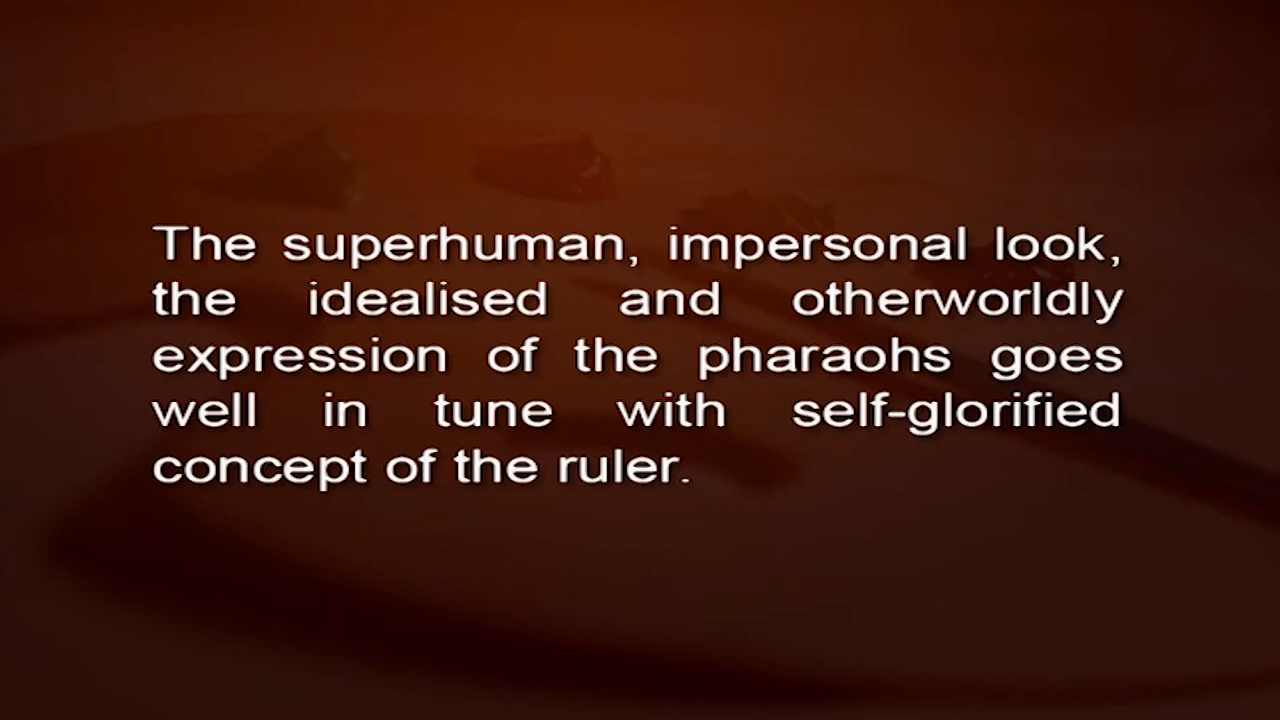 The superhuman, impersonal look,
the idealised and otherworldly
expression of the pharaohs goes
well in tune with self-glorified
concept of the ruler.